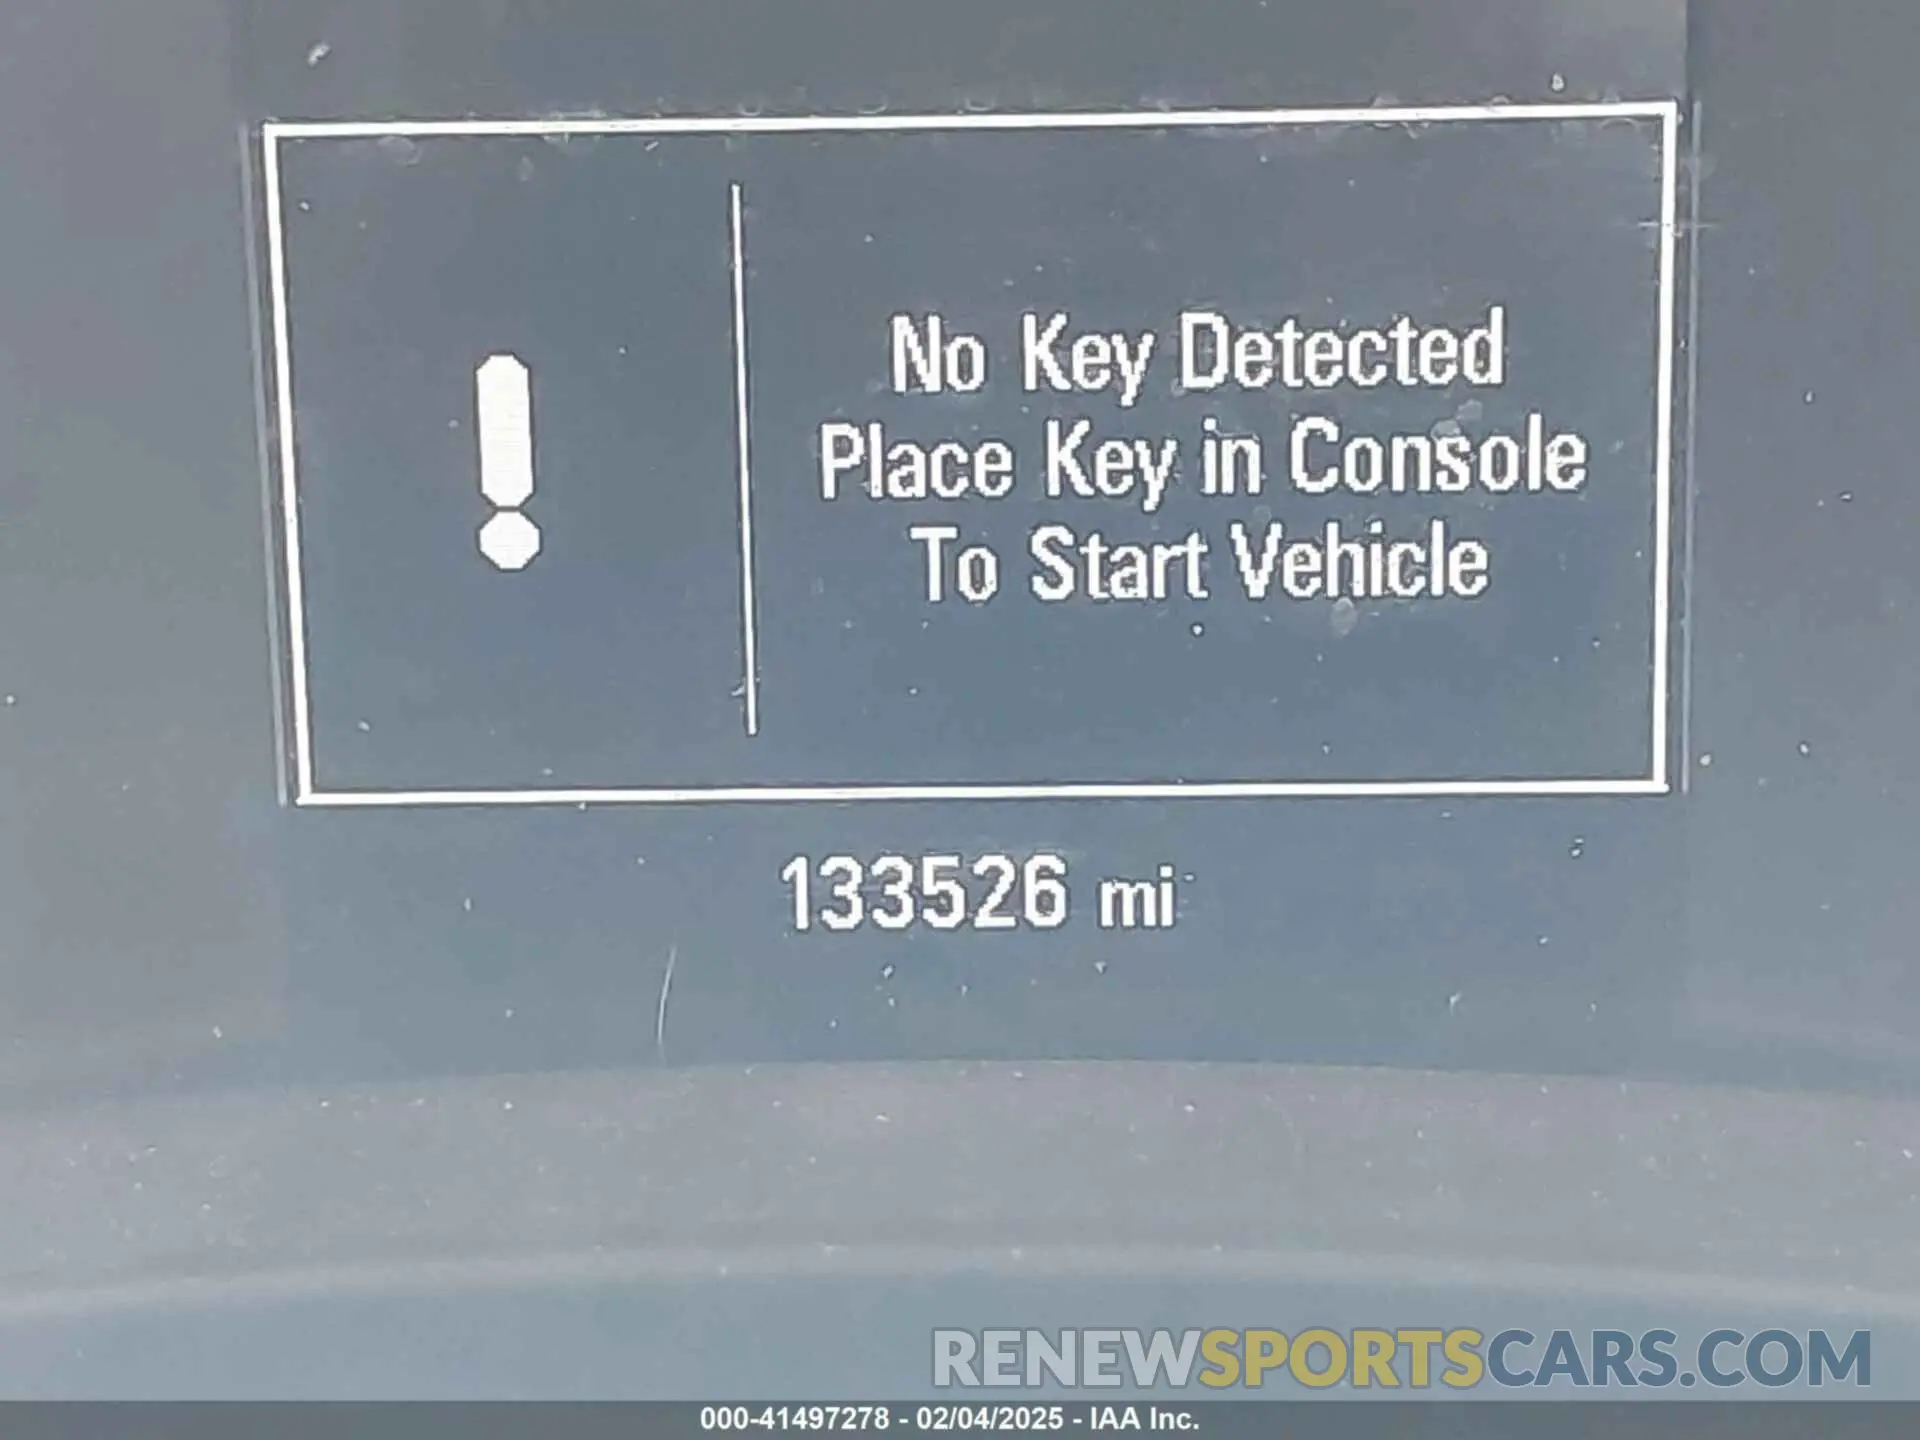 No Key Detected
Place Key in Console
To Start Vehicle
133526 mi
RENEWSPORTSCARS.COM
000-41497278 - 02/04/2025 - IAA Inc.